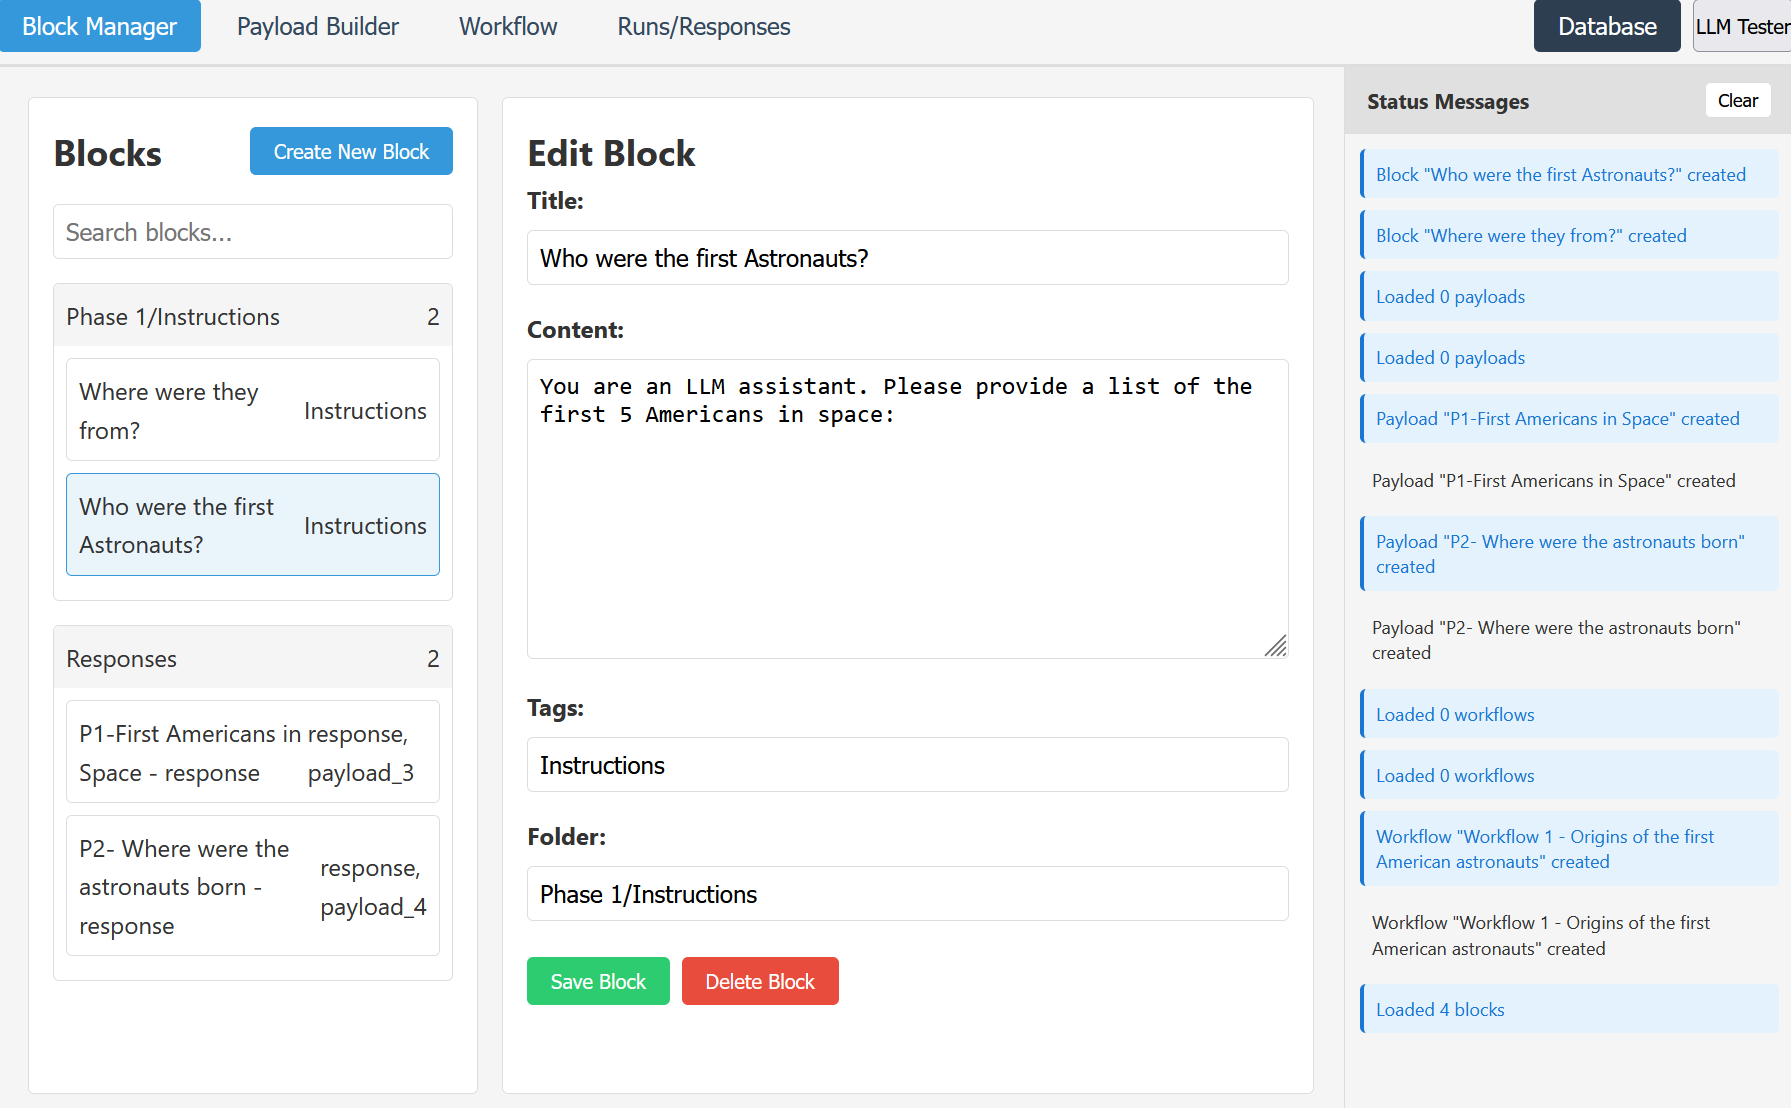 Block Manager
Payload Builder
Workflow
Runs/Responses
Database
LLM Tester
Blocks
Create New Block
Search blocks...
Phase 1/Instructions 2
Where were they
from?
Instructions
Who were the first
Astronauts?
Instructions
Responses 2
P1-First Americans in
Space - response
response,
payload_3
P2- Where were the
astronauts born -
response
response,
payload_4
Edit Block
Title:
Who were the first Astronauts?
Content:
You are an LLM assistant. Please provide a list of the
first 5 Americans in space:
Tags:
Instructions
Folder:
Phase 1/Instructions
Save Block
Delete Block
Status Messages
Clear
Block "Who were the first Astronauts?" created
Block "Where were they from?" created
Loaded 0 payloads
Loaded 0 payloads
Payload "P1-First Americans in Space" created
Payload "P1-First Americans in Space" created
Payload "P2- Where were the astronauts born"
created
Payload "P2- Where were the astronauts born"
created
Loaded 0 workflows
Loaded 0 workflows
Workflow "Workflow 1 - Origins of the first
American astronauts" created
Workflow "Workflow 1 - Origins of the first
American astronauts" created
Loaded 4 blocks